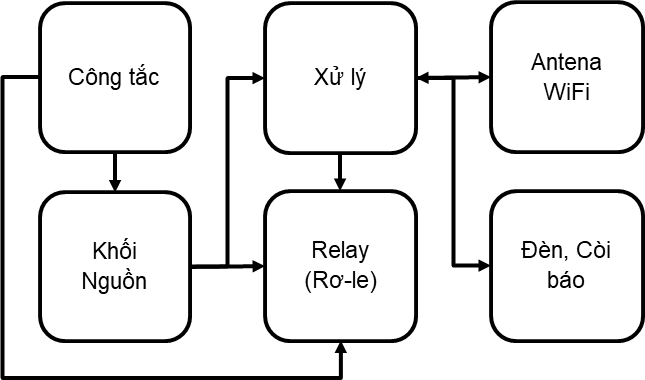 Công tắc
Xử lý
Antena
WiFi
Khối
Nguồn
Relay
(Rơ-le)
Đèn, Còi
báo